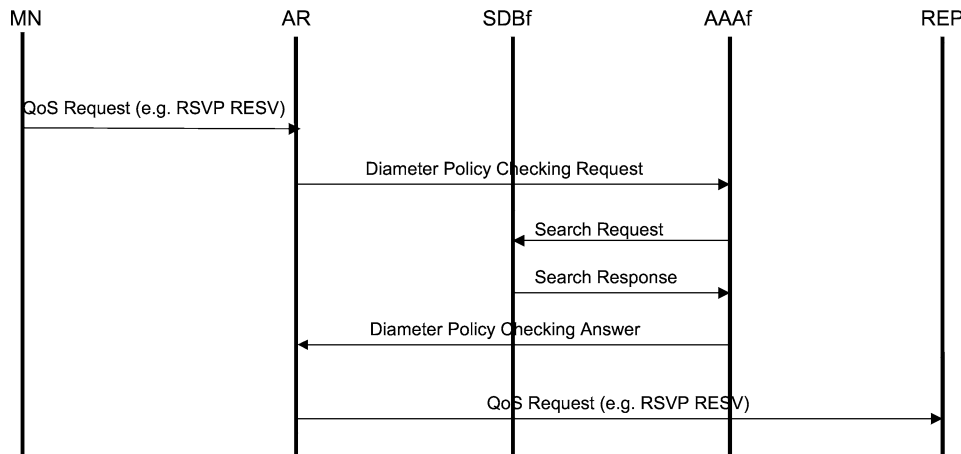 MN AR SDBf AAAf REP
QoS Request (e.g. RSVP RESV)
Diameter Policy Checking Request
Search Request
Search Response
Diameter Policy Checking Answer
QoS Request (e.g. RSVP RESV)